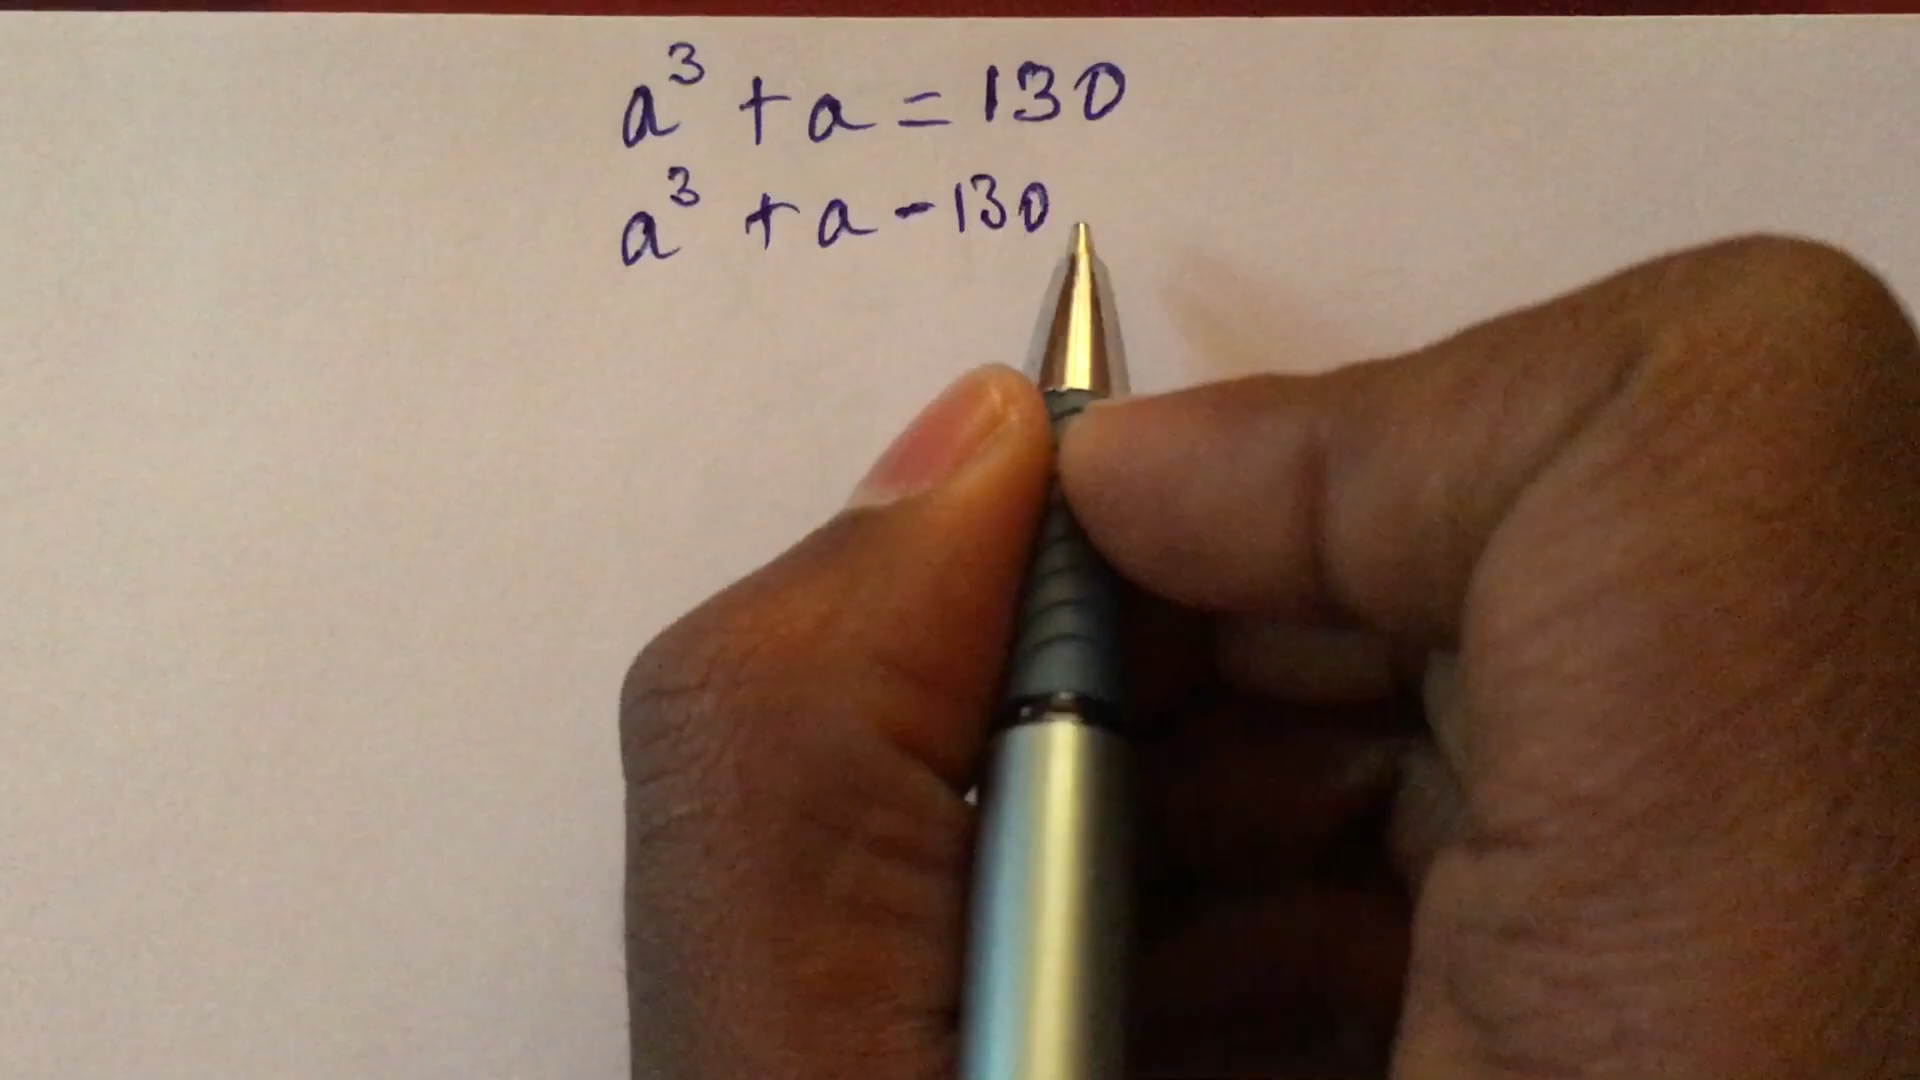 a³ + a = 130
a³ + a - 130